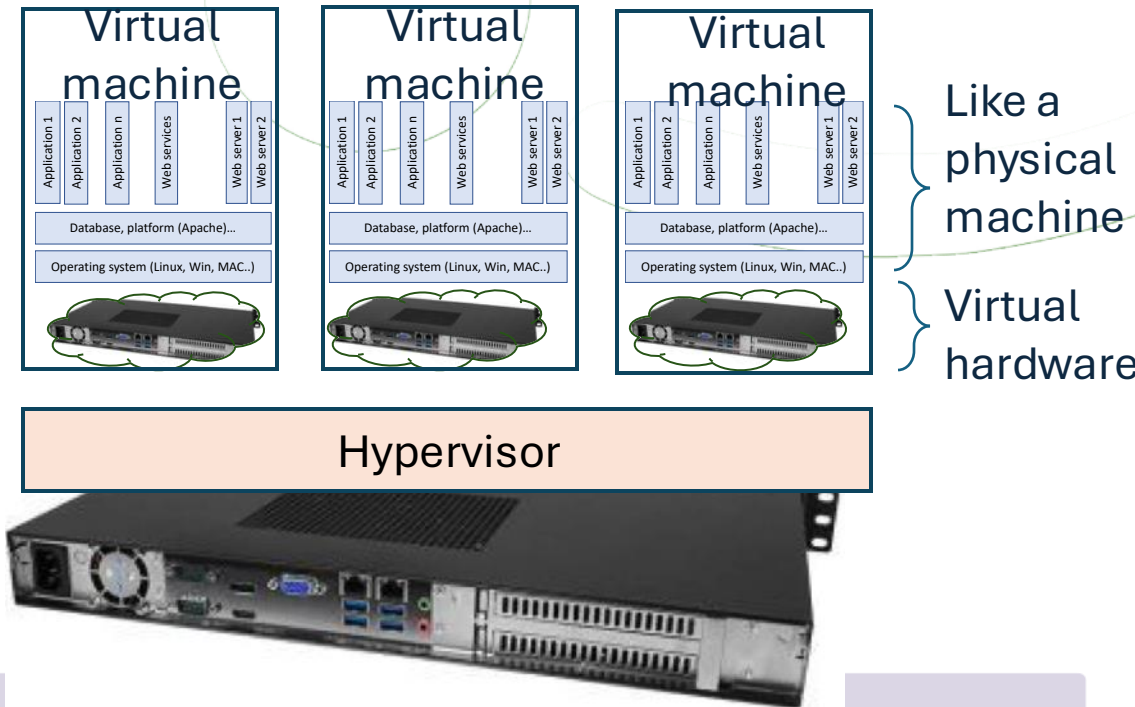 Virtual
machine
Application 1
Application 2
Application n
Web services
Web server 1
Web server 2
Database, platform (Apache)...
Operating system (Linux, Win, MAC..)
Virtual
machine
Application 1
Application 2
Application n
Web services
Web server 1
Web server 2
Database, platform (Apache)...
Operating system (Linux, Win, MAC..)
Virtual
machine
Application 1
Application 2
Application n
Web services
Web server 1
Web server 2
Database, platform (Apache)...
Operating system (Linux, Win, MAC..)
Like a
physical
machine
Virtual
hardware
Hypervisor